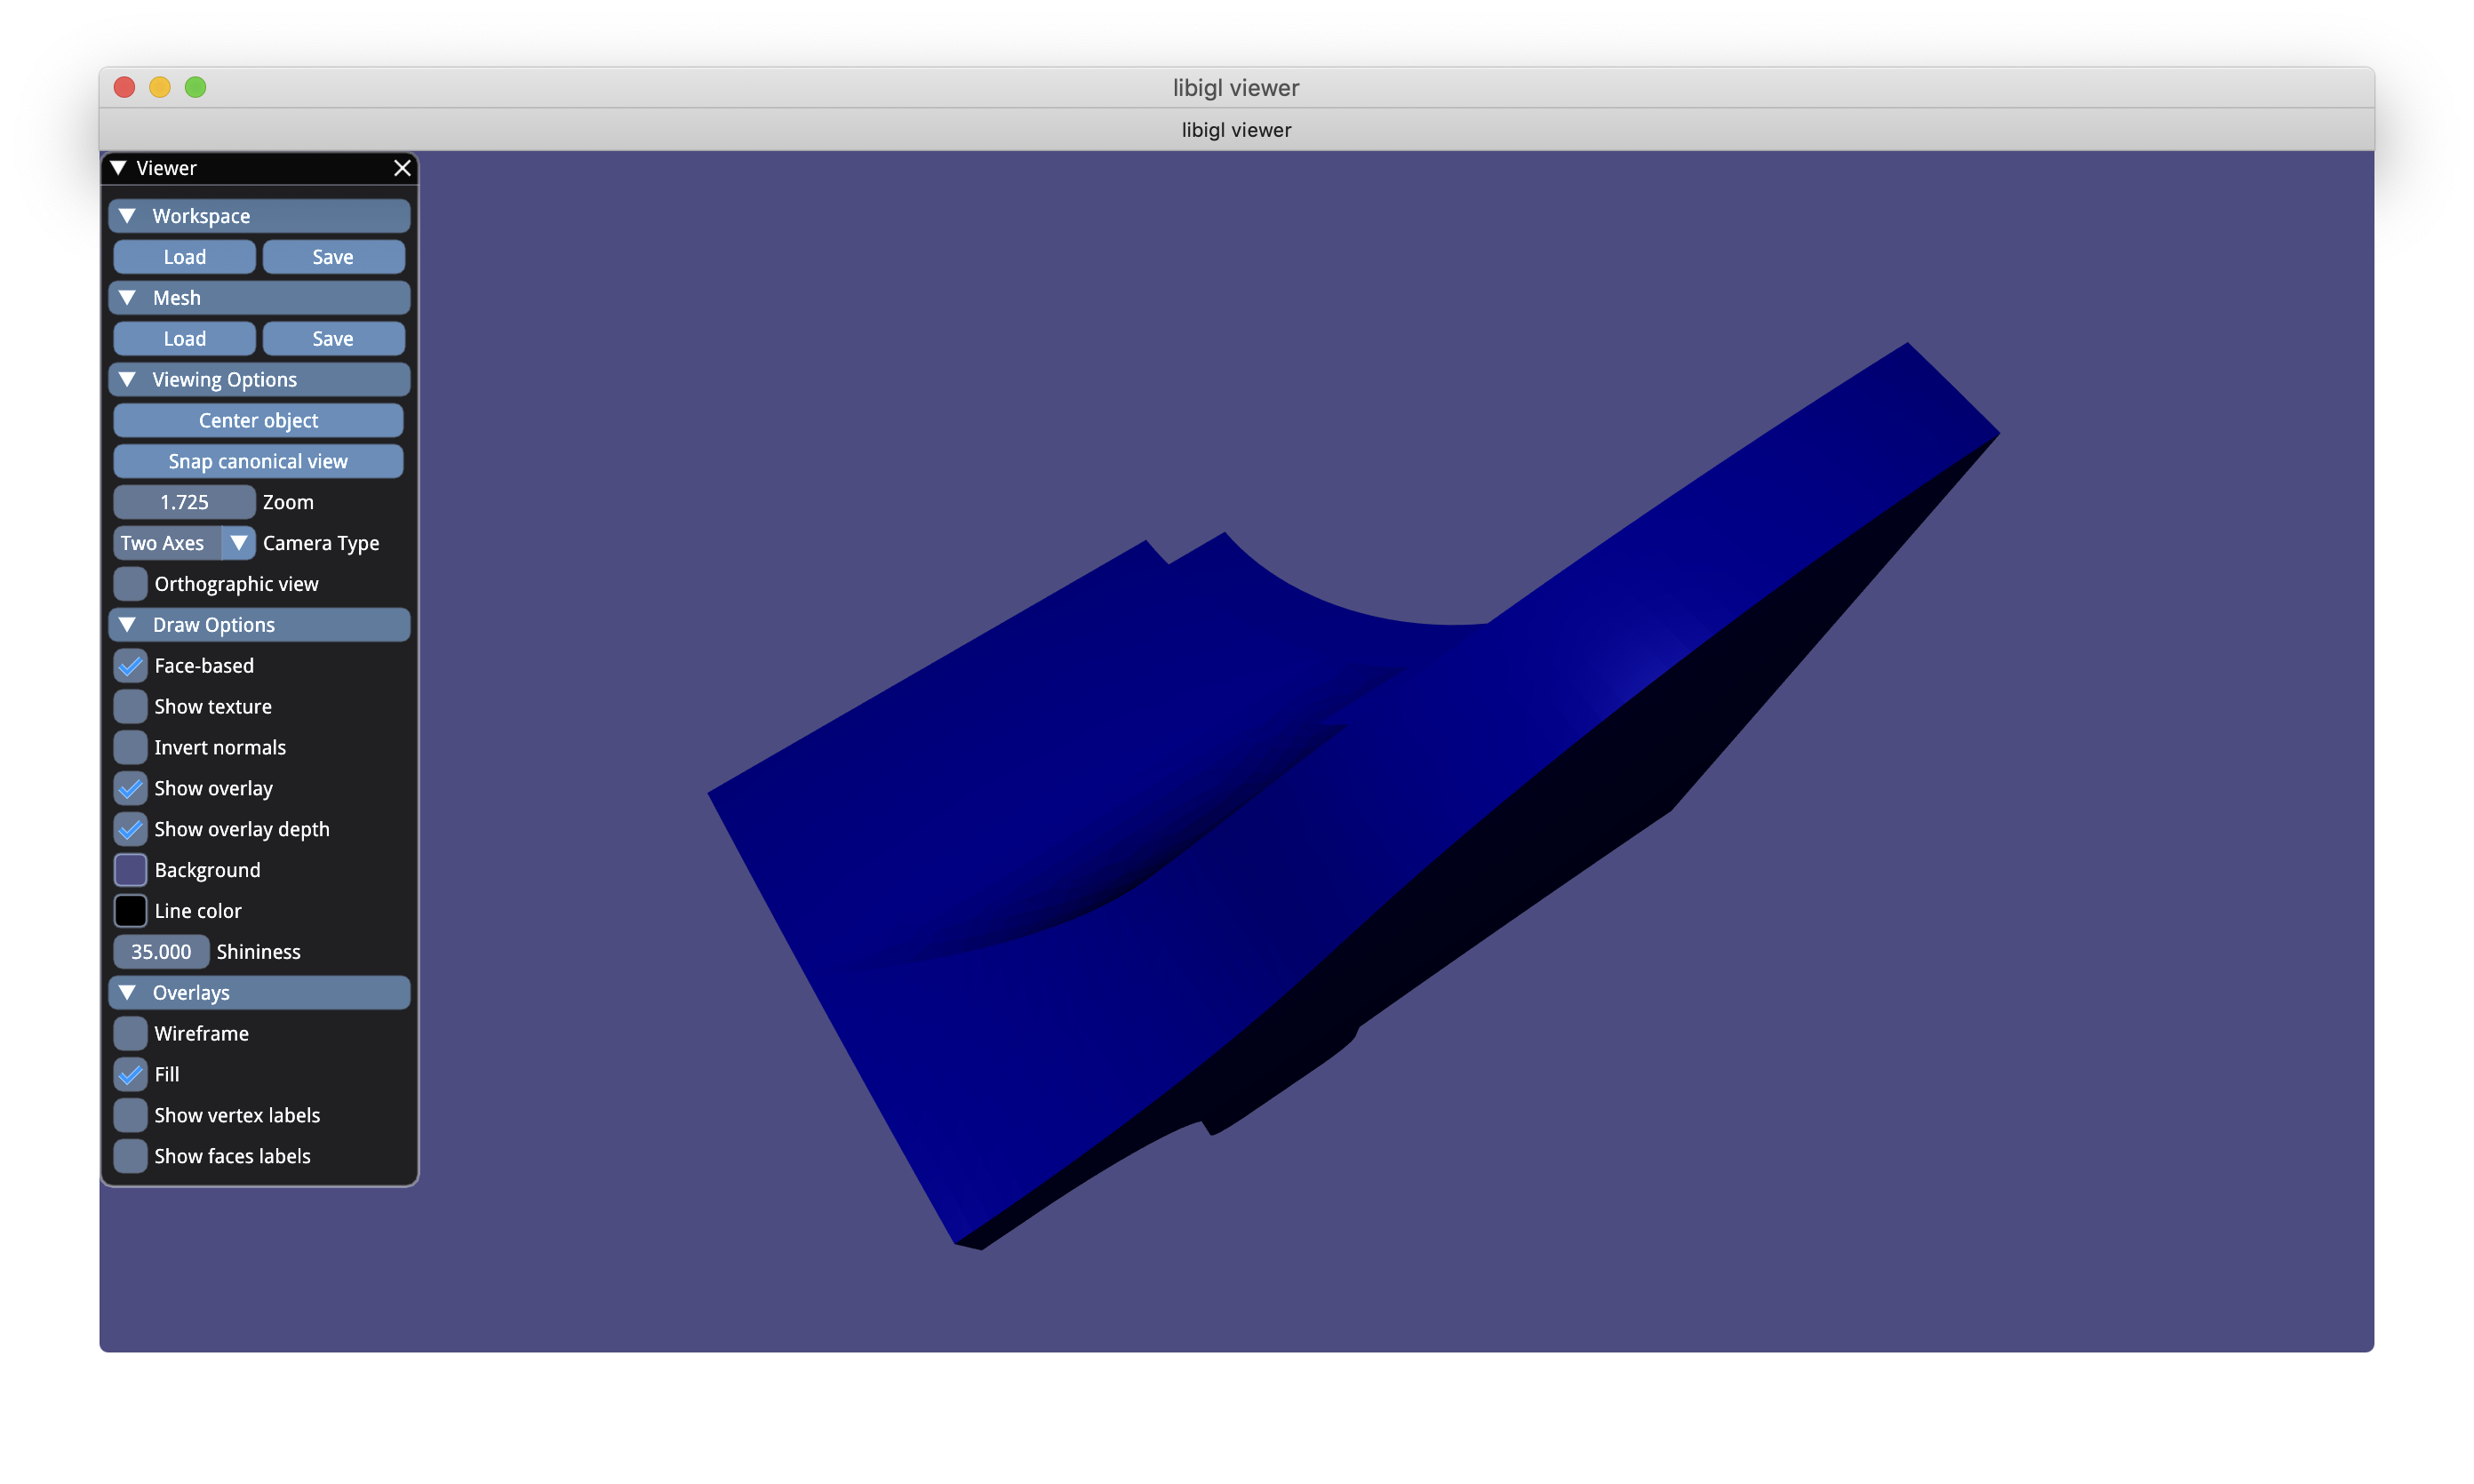 libigl viewer
libigl viewer
Viewer
Workspace
Load Save
Mesh
Load Save
Viewing Options
Center object
Snap canonical view
1.725 Zoom
Two Axes Camera Type
Orthographic view
Draw Options
Face-based
Show texture
Invert normals
Show overlay
Show overlay depth
Background
Line color
35.000 Shininess
Overlays
Wireframe
Fill
Show vertex labels
Show faces labels